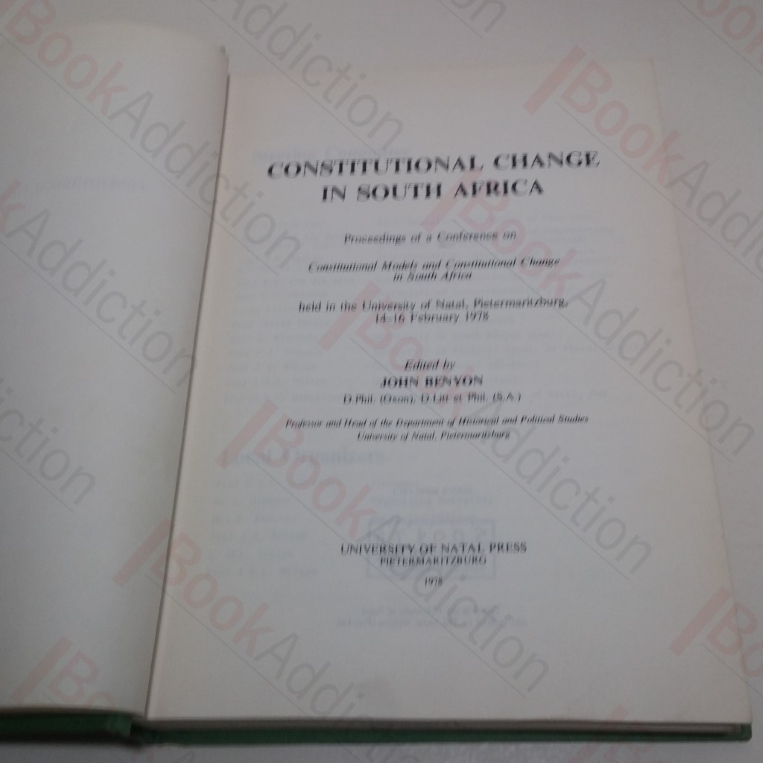 CONSTITUTIONAL CHANGE
IN SOUTH AFRICA
Proceedings of a Conference on
Constitutional Models and Constitutional Change
in South Africa
held in the University of Natal, Pietermaritzburg,
14–16 February 1978
Edited by
JOHN BENYON
D.Phil. (Oxon), D.Litt et Phil. (S.A.)
Professor and Head of the Department of Historical and Political Studies
University of Natal, Pietermaritzburg
UNIVERSITY OF NATAL PRESS
PIETERMARITZBURG
1978
BookAddiction